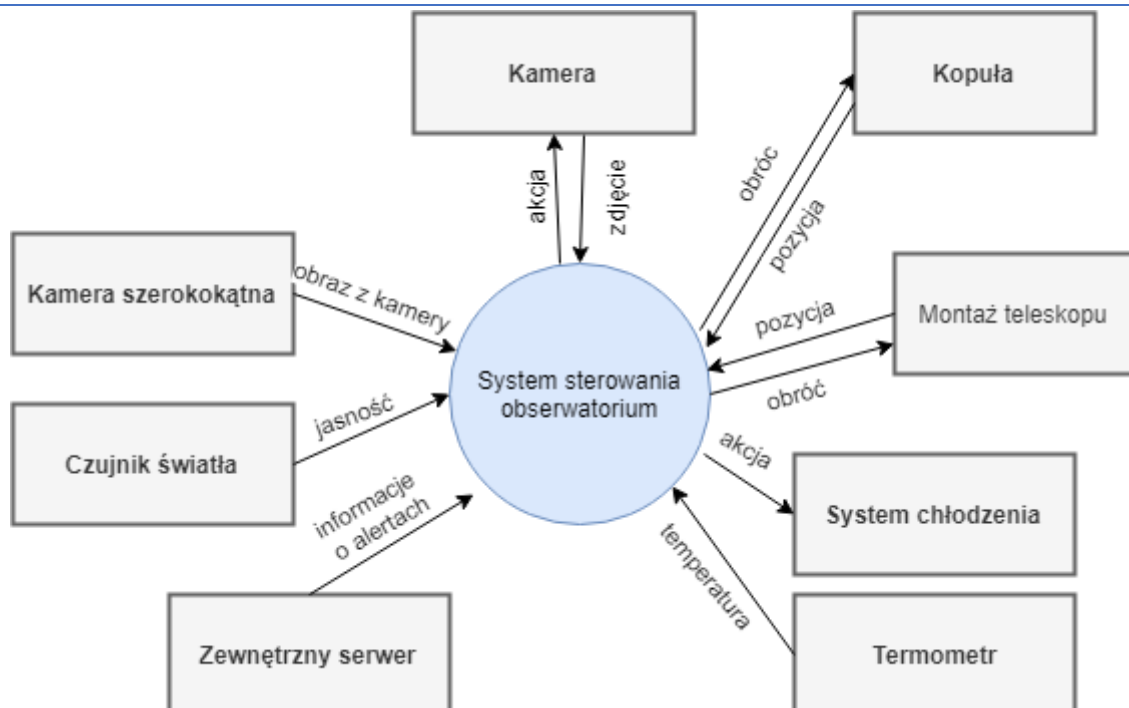 Kamera
Kopuła
akcja
zdjęcie
obróc
pozycja
Kamera szerokokątna
obraz z kamery
Montaż teleskopu
pozycja
obróć
System sterowania
obserwatorium
jasność
Czujnik światła
akcja
System chłodzenia
informacje
o alertach
temperatura
Zewnętrzny serwer
Termometr